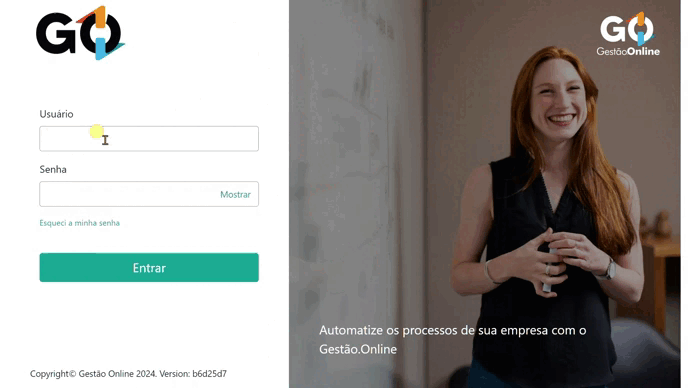 GO
Usuário
Senha
Mostrar
Esqueci a minha senha
Entrar
Copyright© Gestão Online 2024. Version: b6d25d7
GO
GestãoOnline
Automatize os processos de sua empresa com o
Gestão.Online